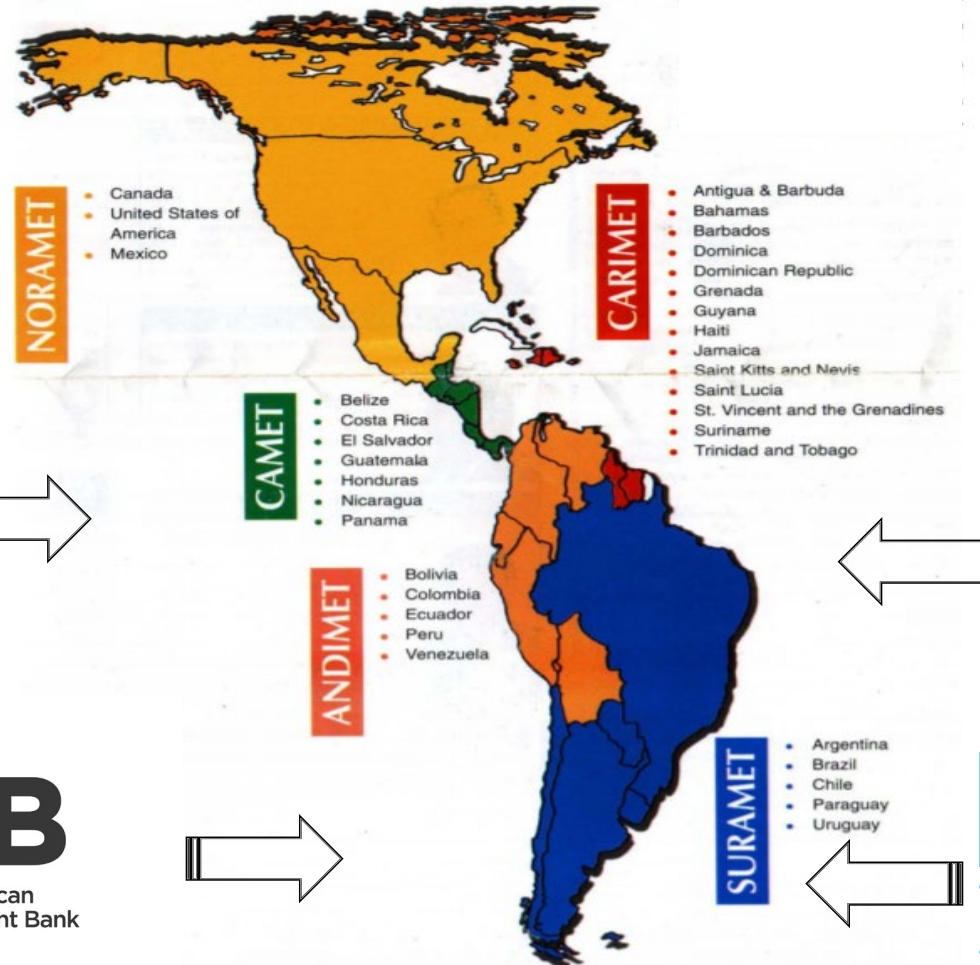 NORAMET
Canada
United States of
America
Mexico
CARIMET
Antigua & Barbuda
Bahamas
Barbados
Dominica
Dominican Republic
Grenada
Guyana
Haiti
Jamaica
Saint Kitts and Nevis
Saint Lucia
St. Vincent and the Grenadines
Suriname
Trinidad and Tobago
CAMET
Belize
Costa Rica
El Salvador
Guatemala
Honduras
Nicaragua
Panama
ANDIMET
Bolivia
Colombia
Ecuador
Peru
Venezuela
SURAMET
Argentina
Brazil
Chile
Paraguay
Uruguay
B
can
nt Bank